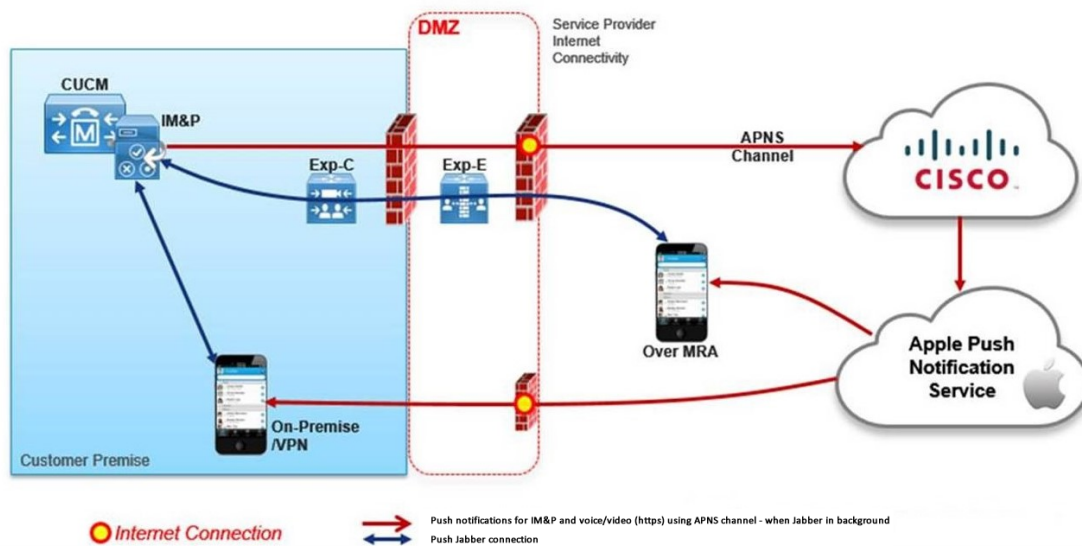 DMZ
Service Provider
Internet
Connectivity
CUCM
M
IM&P
APNS
Channel
Exp-C
Exp-E
CISCO
Over MRA
Apple Push
Notification
Service
On-Premise
/VPN
Customer Premise
Internet Connection
Push notifications for IM&P and voice/video (https) using APNS channel - when Jabber in background
Push Jabber connection